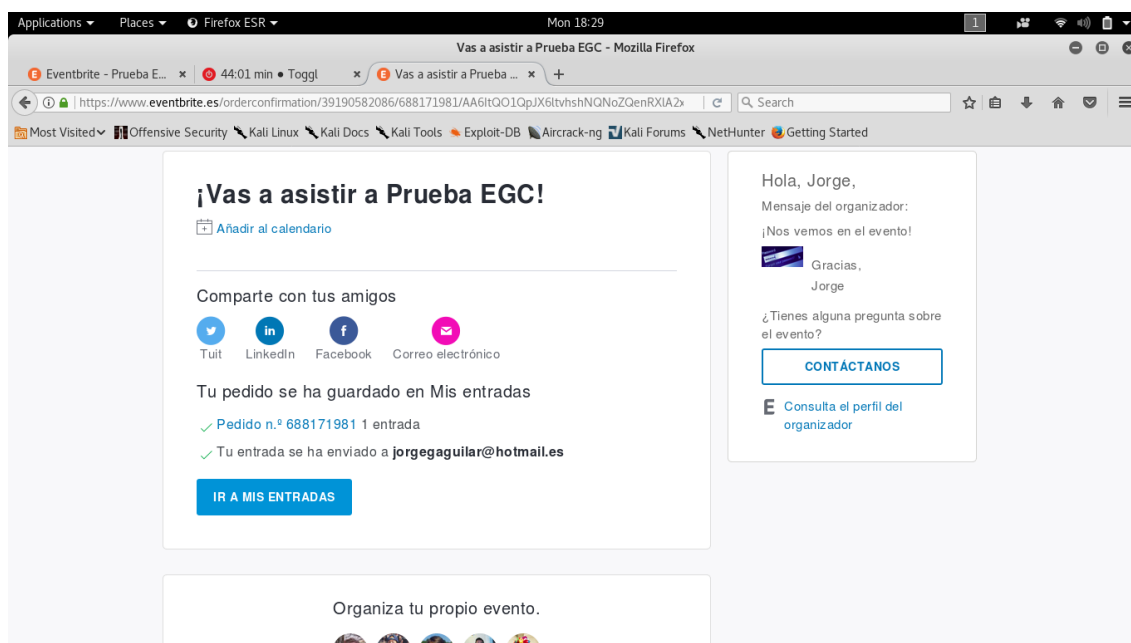 Applications Places Firefox ESR Mon 18:29 1
Vas a asistir a Prueba EGC - Mozilla Firefox
Eventbrite - Prueba E... 44:01 min • Toggl Vas a asistir a Prueba ...
https://www.eventbrite.es/orderconfirmation/39190582086/688171981/AA6ItQO1QpJX6ltvhshNQNoZQenRXIA2x Search
Most Visited Offensive Security Kali Linux Kali Docs Kali Tools Exploit-DB Aircrack-ng Kali Forums NetHunter Getting Started
¡Vas a asistir a Prueba EGC!
Añadir al calendario
Comparte con tus amigos
in f
Tuit LinkedIn Facebook Correo electrónico
Tu pedido se ha guardado en Mis entradas
Pedido n.º 688171981 1 entrada
Tu entrada se ha enviado a jorgegaguilar@hotmail.es
IR A MIS ENTRADAS
Organiza tu propio evento.
Hola, Jorge,
Mensaje del organizador:
¡Nos vemos en el evento!
Gracias,
Jorge
¿Tienes alguna pregunta sobre
el evento?
CONTÁCTANOS
E Consulta el perfil del
organizador